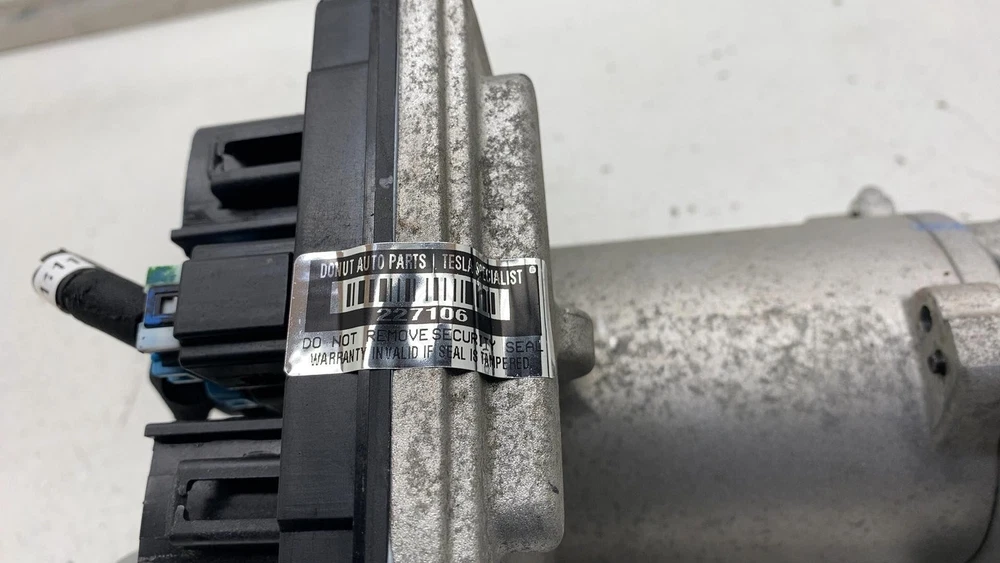 DONUT AUTO PARTS | TESLA SPECIALIST
227106
DO NOT REMOVE SECURITY SEAL
WARRANTY INVALID IF SEAL IS TAMPERED.